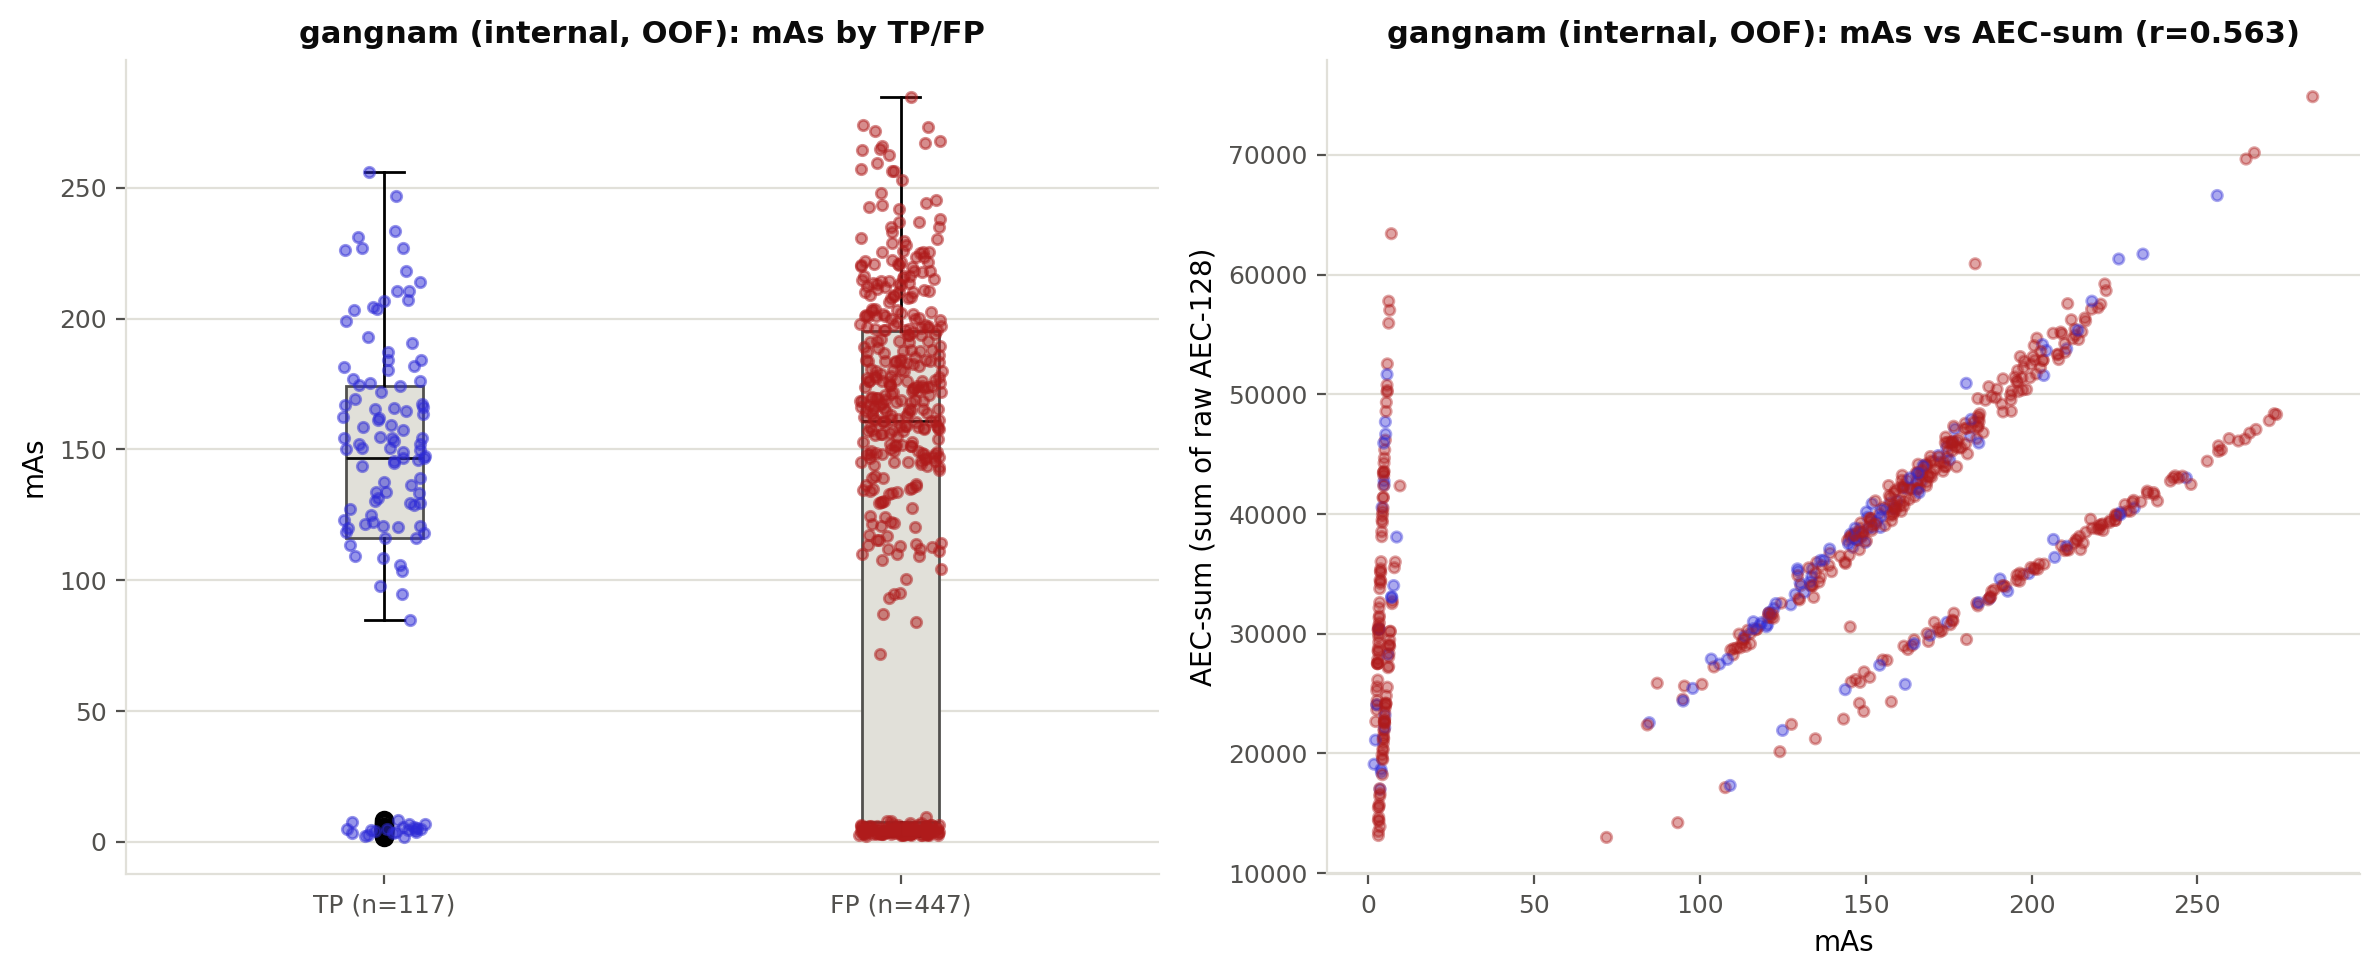 gangnam (internal, OOF): mAs by TP/FP
mAs
250
200
150
100
50
0
TP (n=117)
FP (n=447)
gangnam (internal, OOF): mAs vs AEC-sum (r=0.563)
AEC-sum (sum of raw AEC-128)
70000
60000
50000
40000
30000
20000
10000
0
50
100
150
200
250
mAs